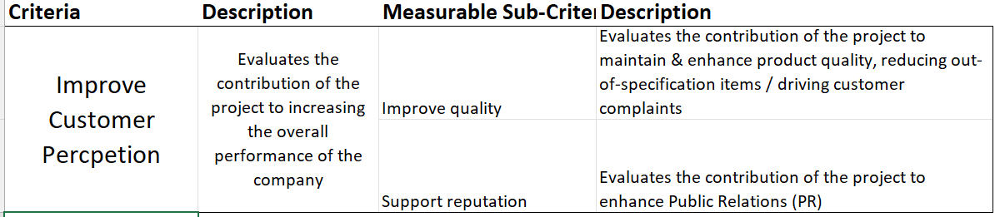 Criteria
Description
Measurable Sub-Criter
Description
Improve
Customer
Percpetion
Evaluates the
contribution of the
project to increasing
the overall
performance of the
company
Improve quality
Evaluates the contribution of the project to
maintain & enhance product quality, reducing out-
of-specification items / driving customer
complaints
Support reputation
Evaluates the contribution of the project to
enhance Public Relations (PR)